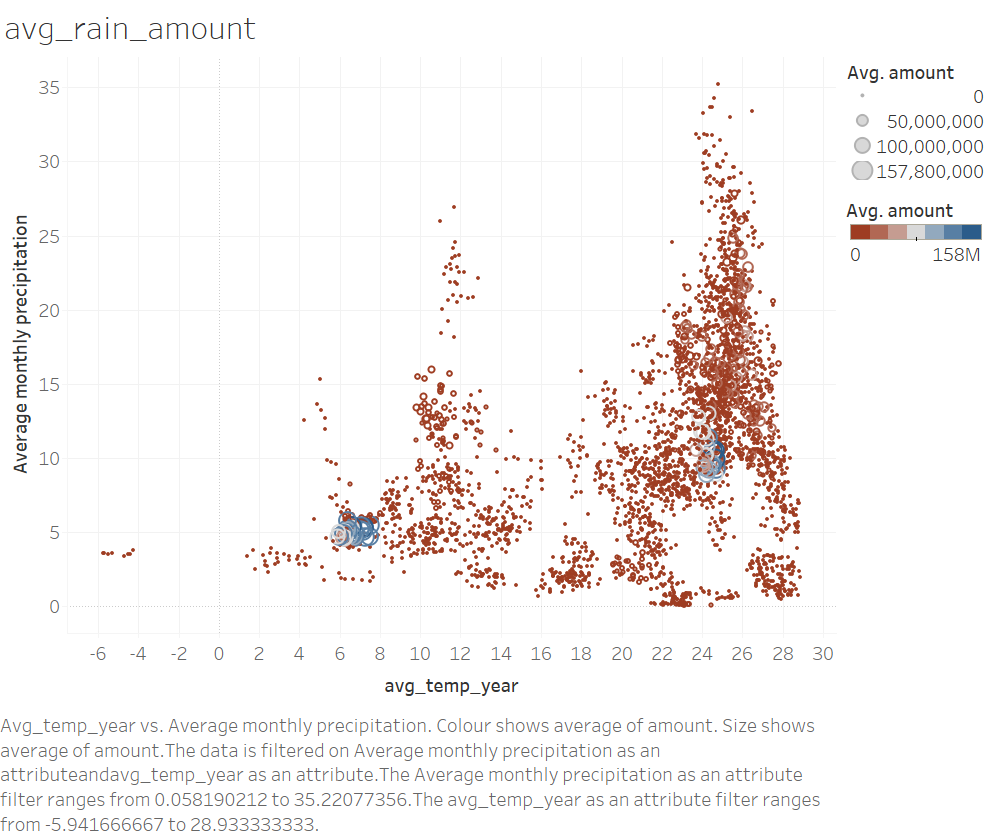 avg_rain_amount
Avg. amount
0
50,000,000
100,000,000
157,800,000
Avg. amount
0 158M
Average monthly precipitation
35
30
25
20
15
10
5
0
-6 -4 -2 0 2 4 6 8 10 12 14 16 18 20 22 24 26 28 30
avg_temp_year
Avg_temp_year vs. Average monthly precipitation. Colour shows average of amount. Size shows
average of amount.The data is filtered on Average monthly precipitation as an
attributeandavg_temp_year as an attribute.The Average monthly precipitation as an attribute
filter ranges from 0.058190212 to 35.22077356.The avg_temp_year as an attribute filter ranges
from -5.941666667 to 28.933333333.